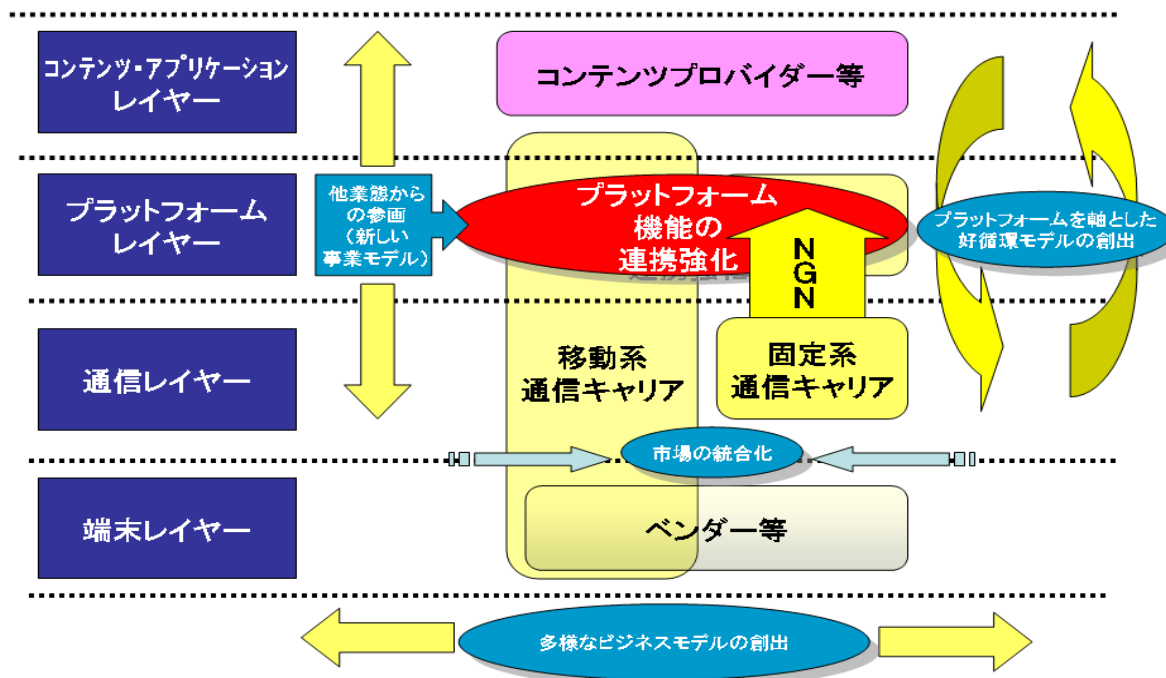 コンテンツ・アプリケーション
レイヤー
コンテンツプロバイダー等
プラットフォーム
レイヤー
他業態から
の参画
(新しい
事業モデル)
プラットフォーム
機能の
連携強化
NGN
プラットフォームを軸とした
好循環モデルの創出
通信レイヤー
移動系
通信キャリア
固定系
通信キャリア
市場の統合化
端末レイヤー
ベンダー等
多様なビジネスモデルの創出